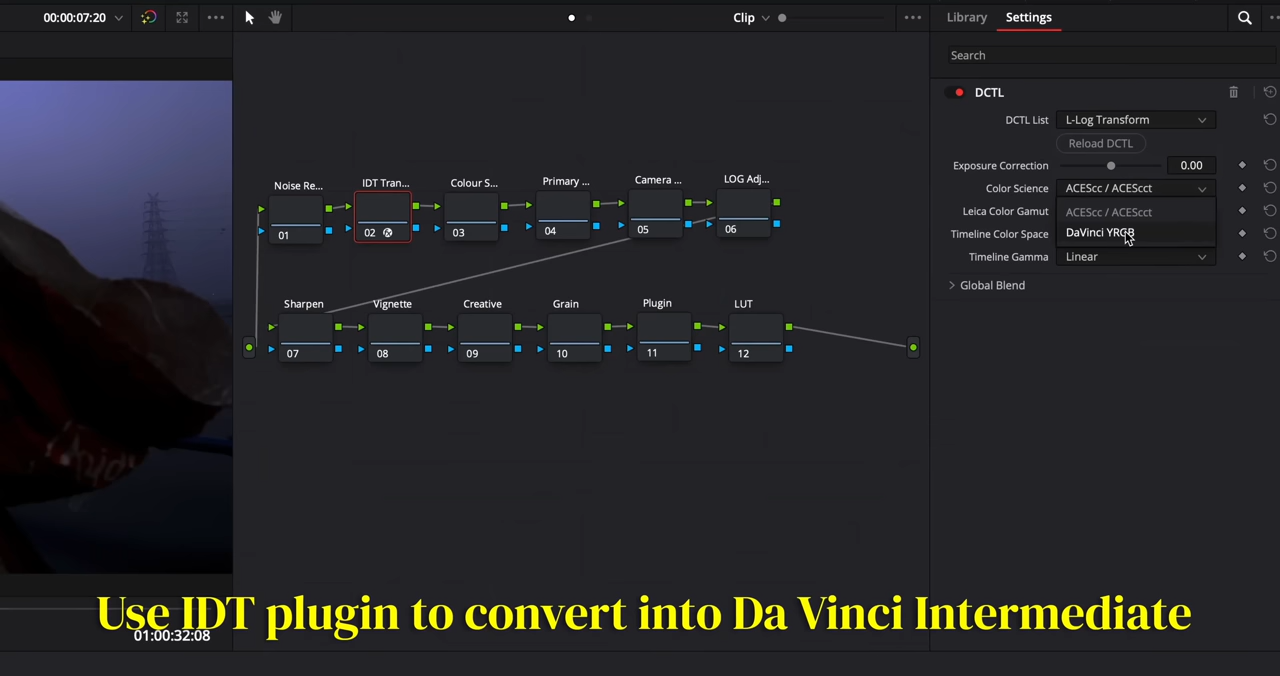 00:00:07:20
Clip
Library
Settings
Search
DCTL
DCTL List
L-Log Transform
Reload DCTL
Exposure Correction
0.00
Color Science
ACEScc / ACEScct
Leica Color Gamut
ACEScc / ACEScct
Timeline Color Space
DaVinci YRGB
Timeline Gamma
Linear
Global Blend
Noise Re...
IDT Tran...
Colour S...
Primary ...
Camera ...
LOG Adj...
01
02
03
04
05
06
Sharpen
Vignette
Creative
Grain
Plugin
LUT
07
08
09
10
11
12
Use IDT plugin to convert into Da Vinci Intermediate
01:00:32:08